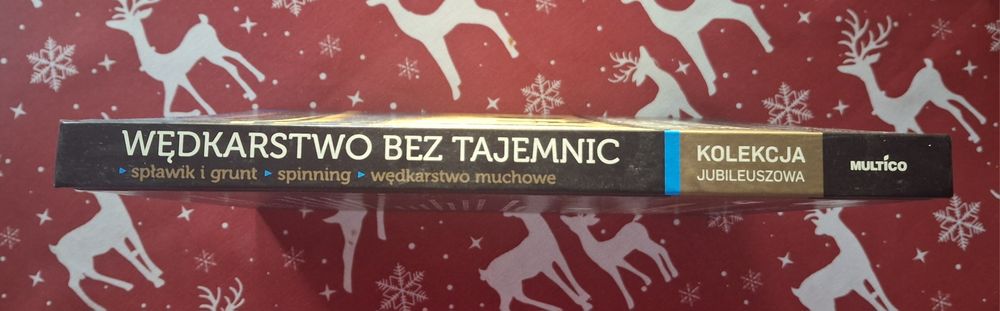 WĘDKARSTWO BEZ TAJEMNIC
spławik i grunt spinning wędkarstwo muchowe
KOLEKCJA
JUBILEUSZOWA
MULTICO